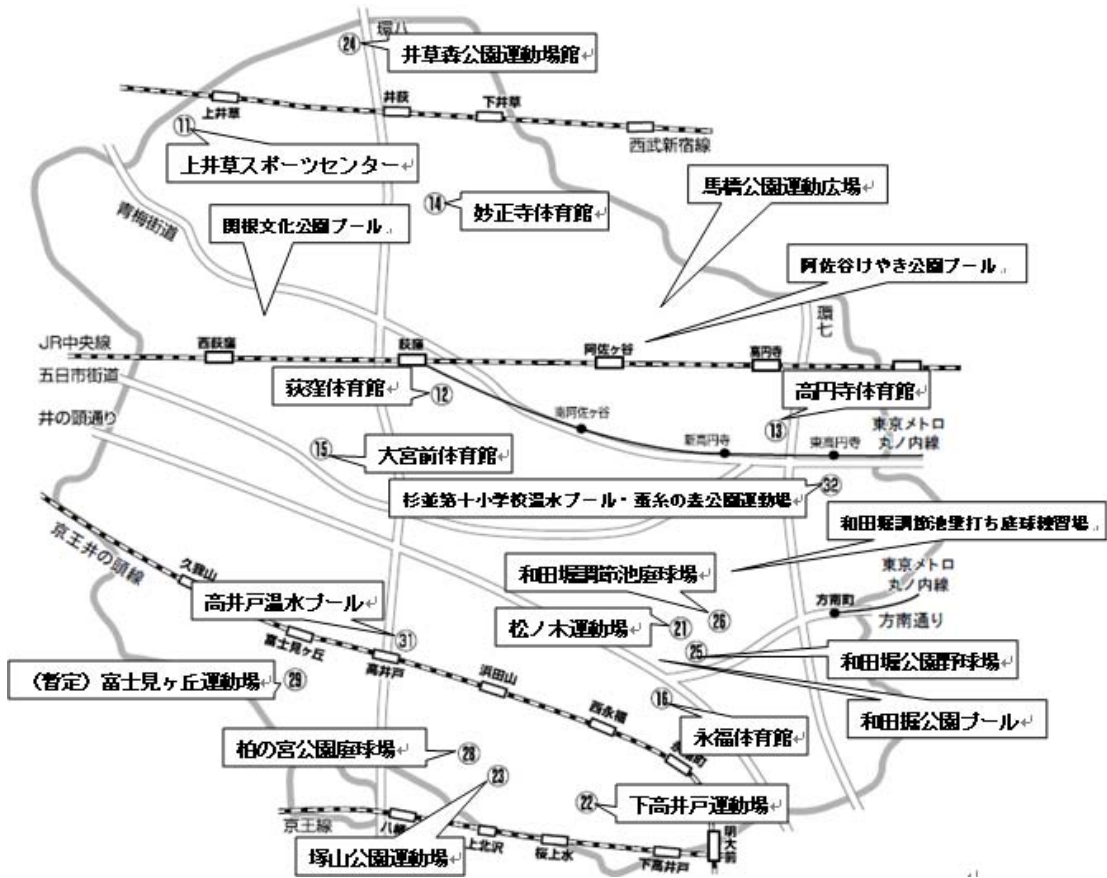 環八
㉔
井草森公園運動場館
上井草
井荻
下井草
西武新宿線
⑪
上井草スポーツセンター
青梅街道
関根文化公園プール
⑭
妙正寺体育館
馬橋公園運動広場
阿佐谷けやき公園プール
環七
JR中央線
西荻窪
荻窪
阿佐ヶ谷
高円寺
五日市街道
荻窪体育館
⑫
高円寺体育館
⑬
井の頭通り
南阿佐ヶ谷
新高円寺
東高円寺
東京メトロ
丸ノ内線
⑮
大宮前体育館
杉並第十小学校温水プール・蚕糸の森公園運動場
㉜
和田堀調節池壁打ち庭球練習場
京王井の頭線
久我山
和田堀調節池庭球場
㉖
東京メトロ
丸ノ内線
方南町
方南通り
高井戸温水プール
㉛
松ノ木運動場
㉑
富士見ヶ丘
高井戸
浜田山
西永福
㉕
和田堀公園野球場
(暫定)富士見ヶ丘運動場
㉙
⑯
永福体育館
和田掘公園プール
柏の宮公園庭球場
㉘
㉓
㉒
下高井戸運動場
京王線
上北沢
桜上水
下高井戸
明大前
塚山公園運動場